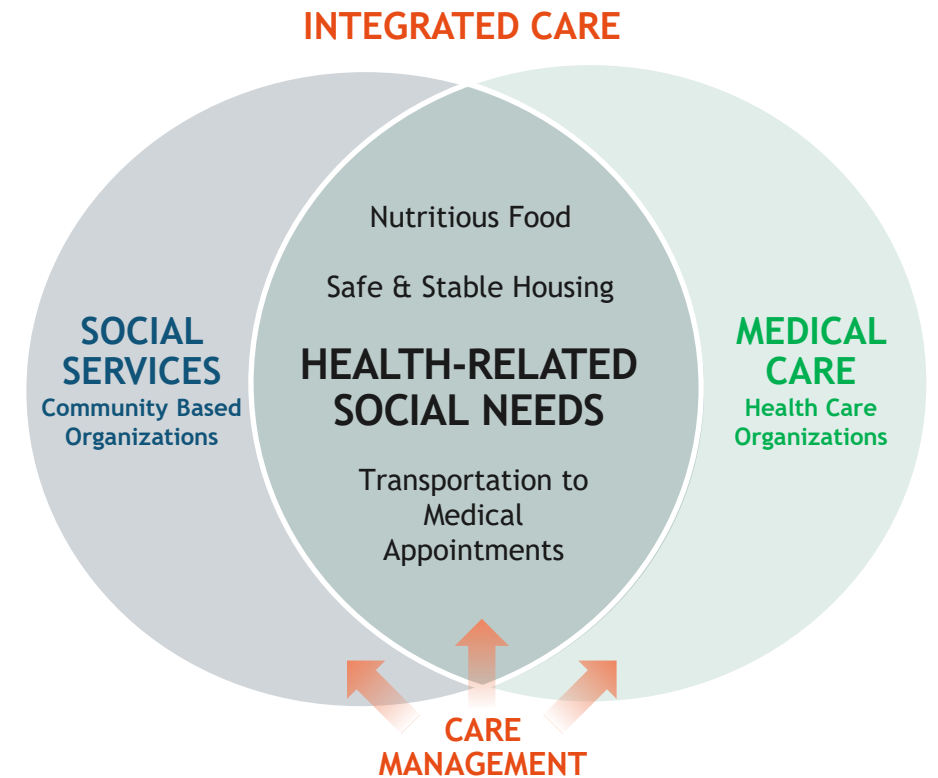 INTEGRATED CARE
Nutritious Food
Safe & Stable Housing
SOCIAL
SERVICES
Community Based
Organizations
HEALTH-RELATED
SOCIAL NEEDS
MEDICAL
CARE
Health Care
Organizations
Transportation to
Medical
Appointments
CARE
MANAGEMENT